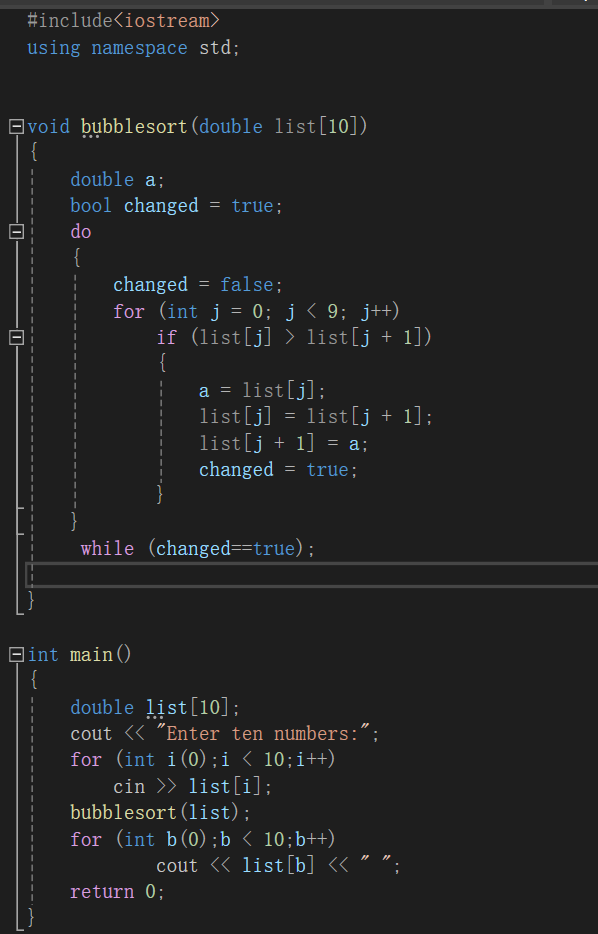 #include<iostream>
using namespace std;
void bubblesort(double list[10])
{
double a;
bool changed = true;
do
{
changed = false;
for (int j = 0; j < 9; j++)
if (list[j] > list[j + 1])
{
a = list[j];
list[j] = list[j + 1];
list[j + 1] = a;
changed = true;
}
}
while (changed==true);
}
int main()
{
double list[10];
cout << "Enter ten numbers:";
for (int i(0);i < 10;i++)
cin >> list[i];
bubblesort(list);
for (int b(0);b < 10;b++)
cout << list[b] << " ";
return 0;
}